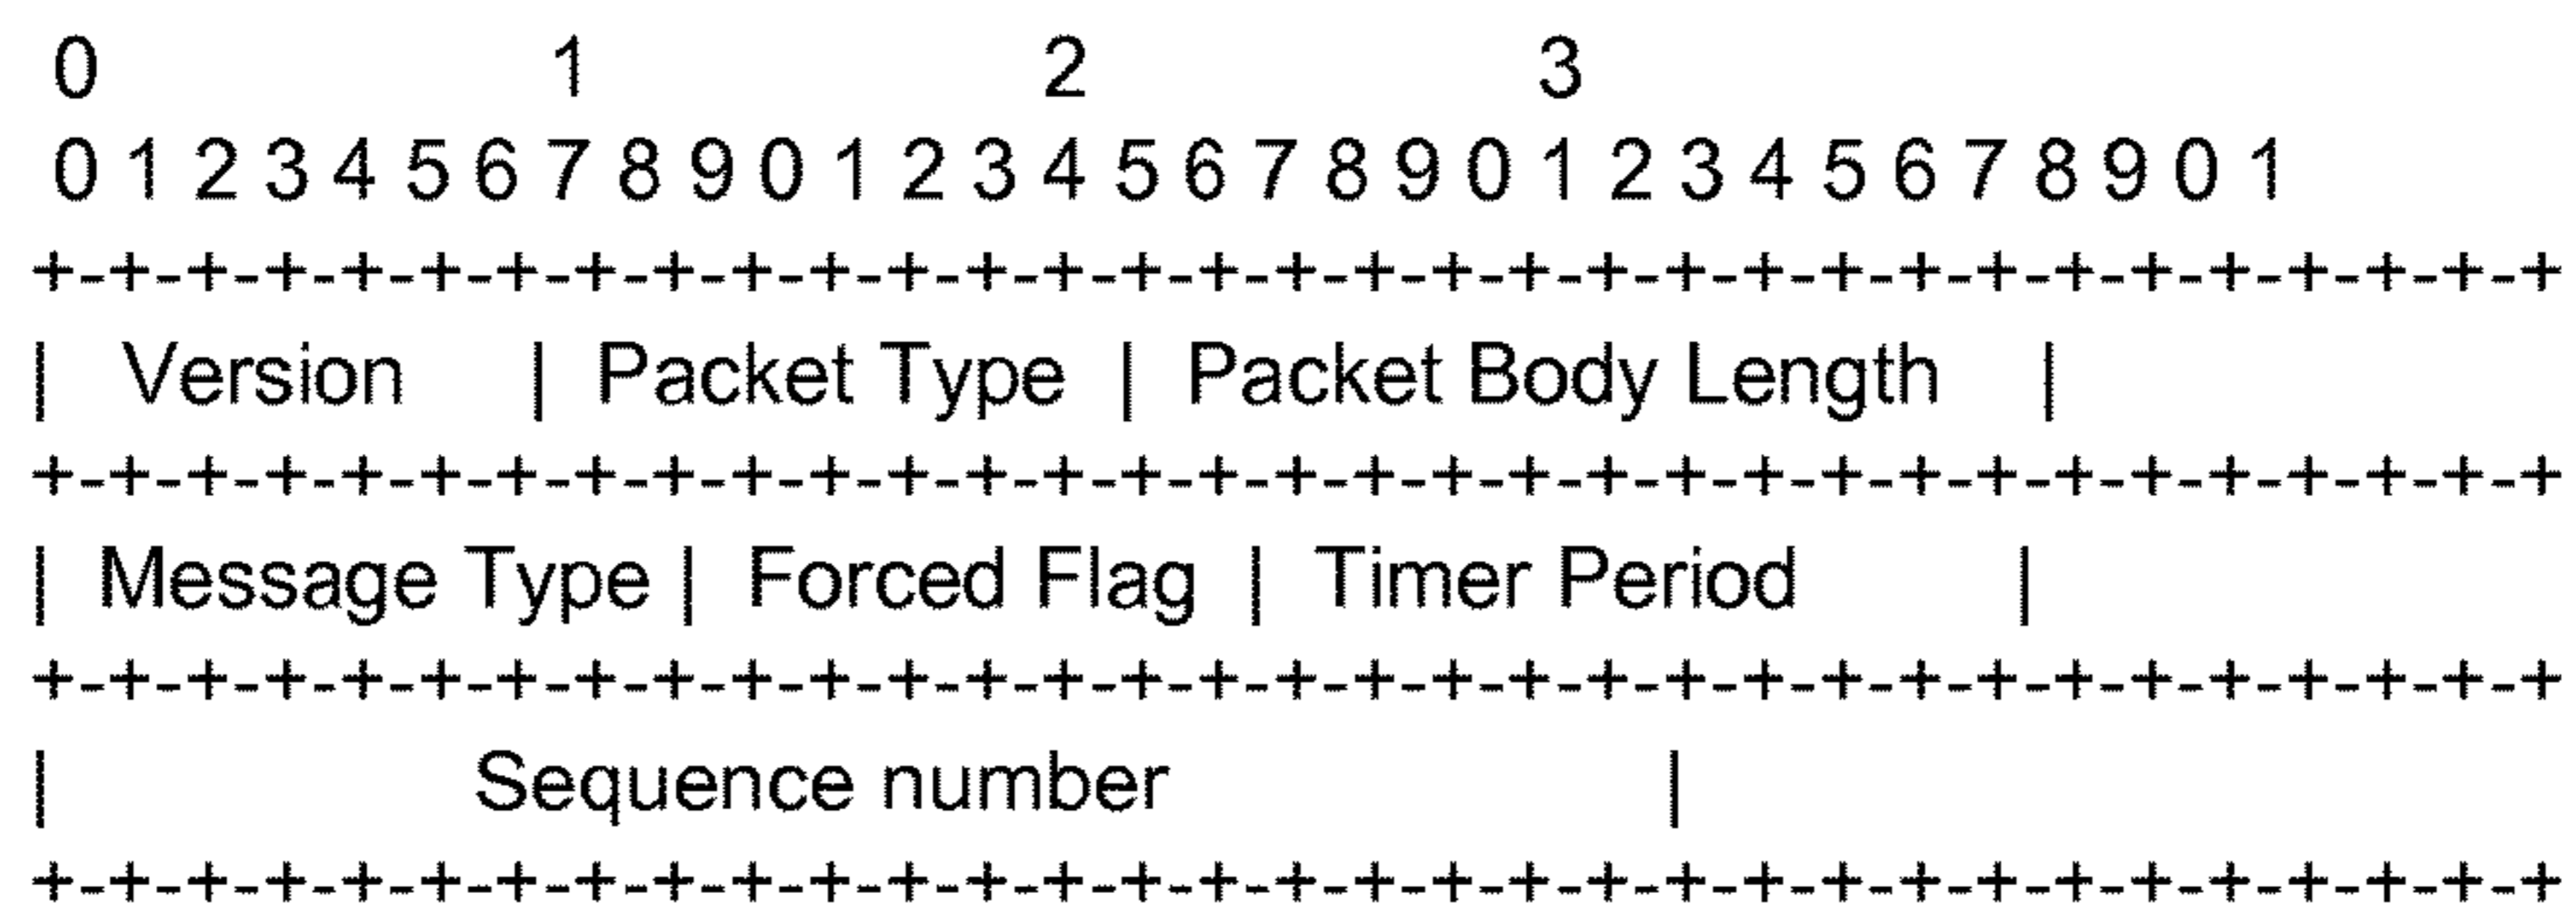 0 1 2 3
0 1 2 3 4 5 6 7 8 9 0 1 2 3 4 5 6 7 8 9 0 1 2 3 4 5 6 7 8 9 0 1
+-+-+-+-+-+-+-+-+-+-+-+-+-+-+-+-+-+-+-+-+-+-+-+-+-+-+-+-+-+-+-+-+
| Version | Packet Type | Packet Body Length |
+-+-+-+-+-+-+-+-+-+-+-+-+-+-+-+-+-+-+-+-+-+-+-+-+-+-+-+-+-+-+-+-+
| Message Type | Forced Flag | Timer Period |
+-+-+-+-+-+-+-+-+-+-+-+-+-+-+-+-+-+-+-+-+-+-+-+-+-+-+-+-+-+-+-+-+
| Sequence number |
+-+-+-+-+-+-+-+-+-+-+-+-+-+-+-+-+-+-+-+-+-+-+-+-+-+-+-+-+-+-+-+-+